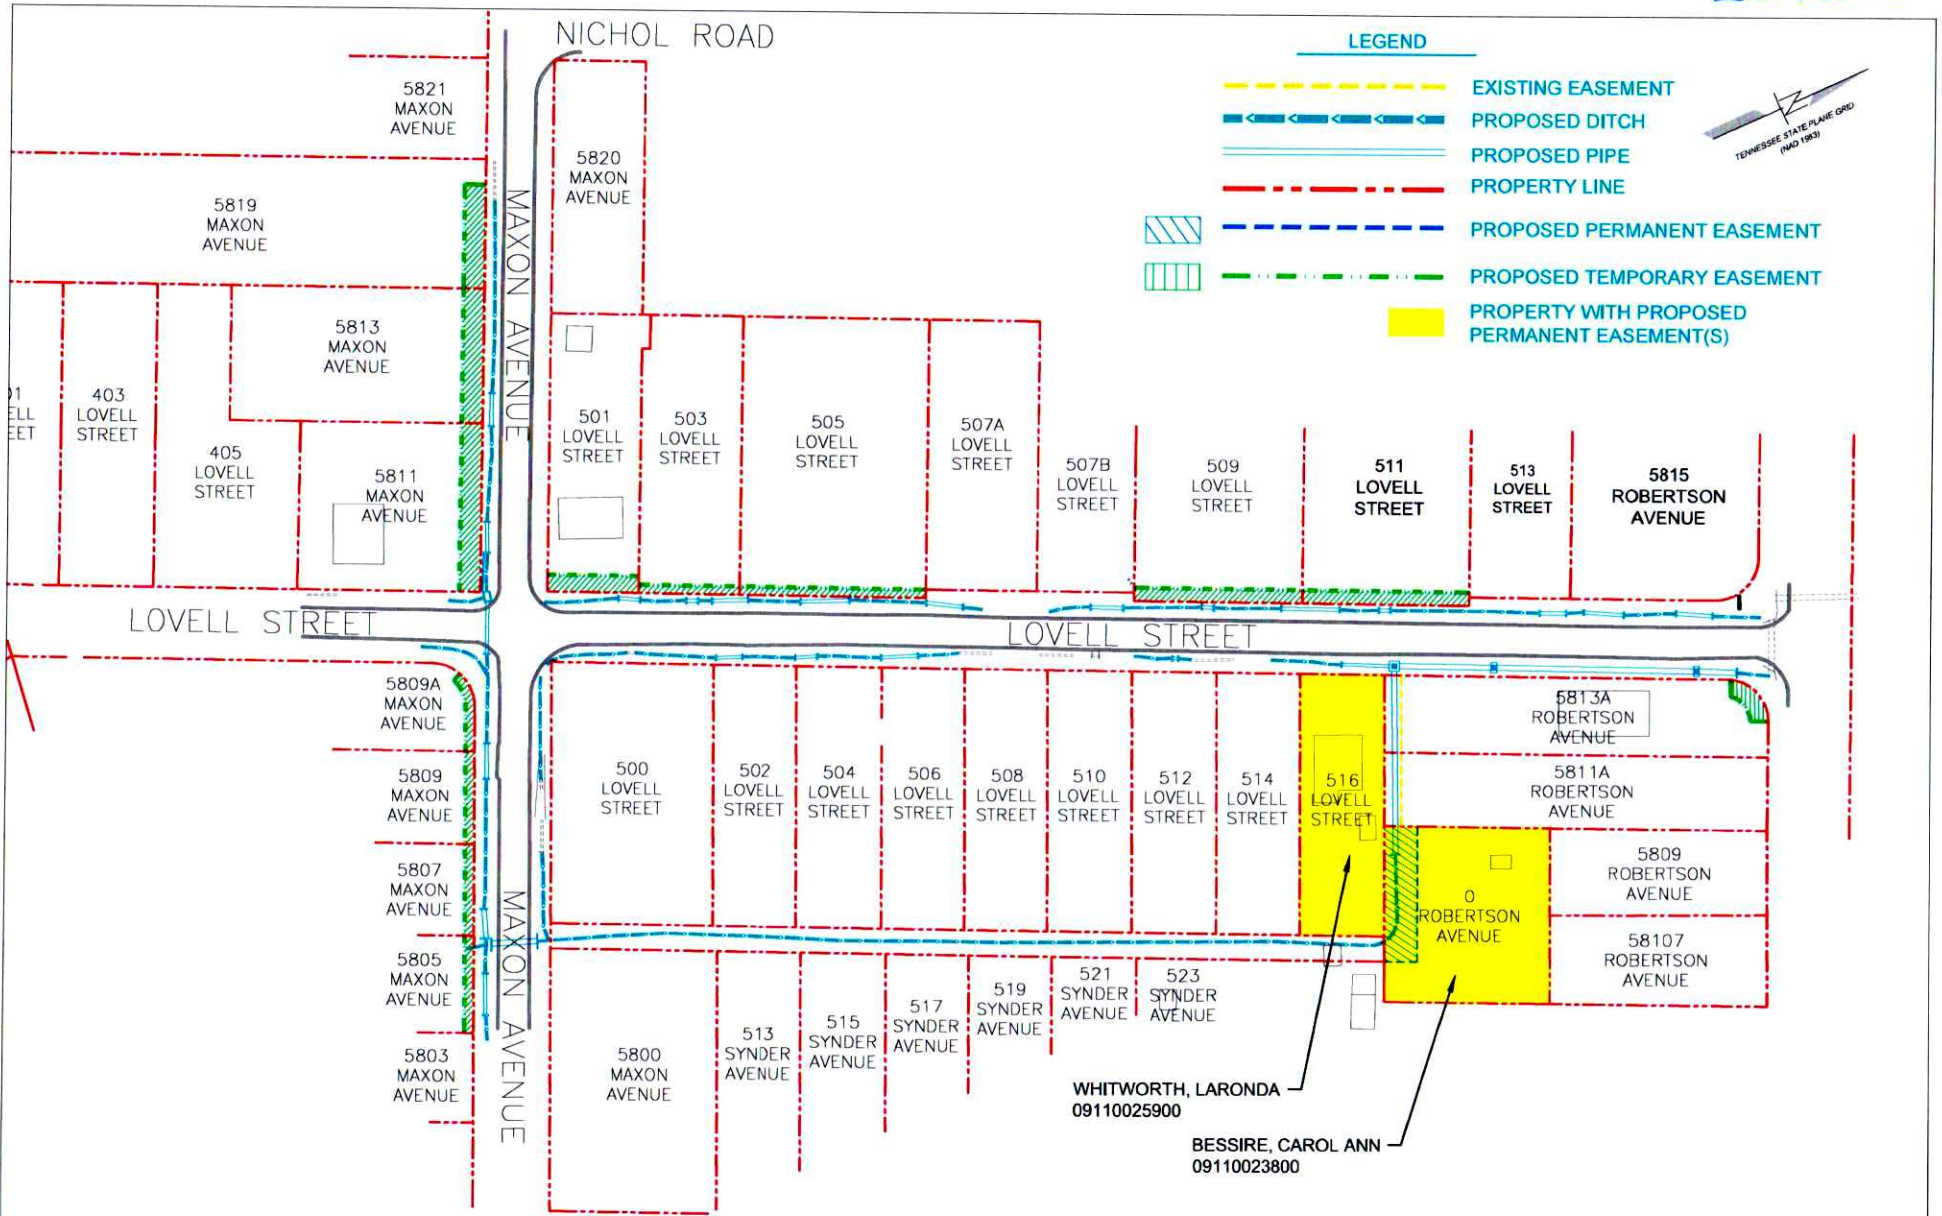 NICHOL ROAD
LEGEND
EXISTING EASEMENT
PROPOSED DITCH
PROPOSED PIPE
PROPERTY LINE
PROPOSED PERMANENT EASEMENT
PROPOSED TEMPORARY EASEMENT
PROPERTY WITH PROPOSED
PERMANENT EASEMENT(S)
TENNESSEE STATE PLANE GRID
(NAD 1983)
5821
MAXON
AVENUE
5820
MAXON
AVENUE
5819
MAXON
AVENUE
MAXON AVENUE
5813
MAXON
AVENUE
403
LOVELL
STREET
405
LOVELL
STREET
5811
MAXON
AVENUE
501
LOVELL
STREET
503
LOVELL
STREET
505
LOVELL
STREET
507A
LOVELL
STREET
507B
LOVELL
STREET
509
LOVELL
STREET
511
LOVELL
STREET
513
LOVELL
STREET
5815
ROBERTSON
AVENUE
LOVELL STREET
LOVELL STREET
5809A
MAXON
AVENUE
5809
MAXON
AVENUE
5807
MAXON
AVENUE
5805
MAXON
AVENUE
5803
MAXON
AVENUE
MAXON AVENUE
500
LOVELL
STREET
502
LOVELL
STREET
504
LOVELL
STREET
506
LOVELL
STREET
508
LOVELL
STREET
510
LOVELL
STREET
512
LOVELL
STREET
514
LOVELL
STREET
516
LOVELL
STREET
5813A
ROBERTSON
AVENUE
5811A
ROBERTSON
AVENUE
5809
ROBERTSON
AVENUE
0
ROBERTSON
AVENUE
58107
ROBERTSON
AVENUE
5800
MAXON
AVENUE
513
SYNDER
AVENUE
515
SYNDER
AVENUE
517
SYNDER
AVENUE
519
SYNDER
AVENUE
521
SYNDER
AVENUE
523
SYNDER
AVENUE
WHITWORTH, LARONDA
09110025900
BESSIRE, CAROL ANN
09110023800